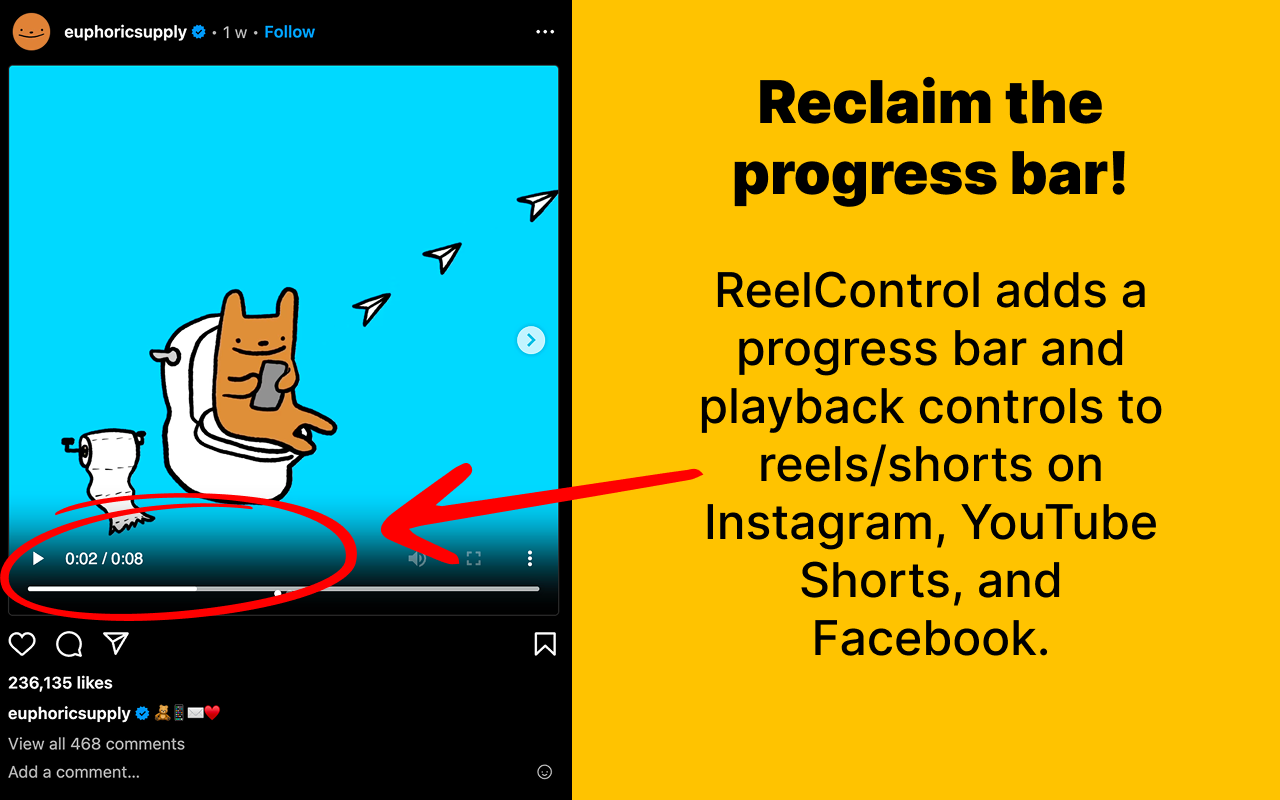 euphoricsupply • 1 w • Follow
0:02 / 0:08
236,135 likes
euphoricsupply 🧸📱✉️❤️
View all 468 comments
Add a comment...
Reclaim the
progress bar!
ReelControl adds a
progress bar and
playback controls to
reels/shorts on
Instagram, YouTube
Shorts, and
Facebook.